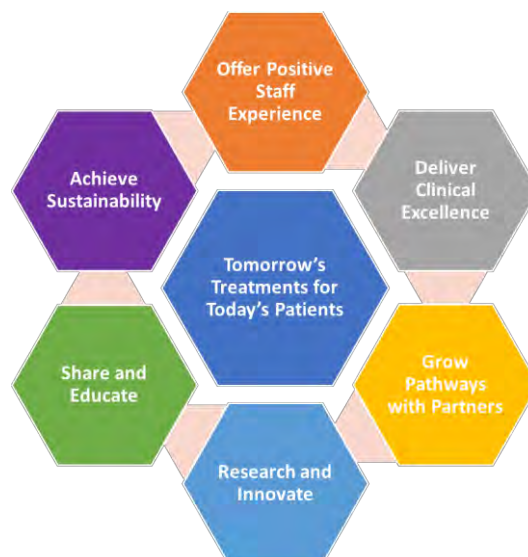 Offer Positive
Staff
Experience
Deliver
Clinical
Excellence
Achieve
Sustainability
Tomorrow's
Treatments for
Today's Patients
Grow
Pathways
with Partners
Share and
Educate
Research and
Innovate